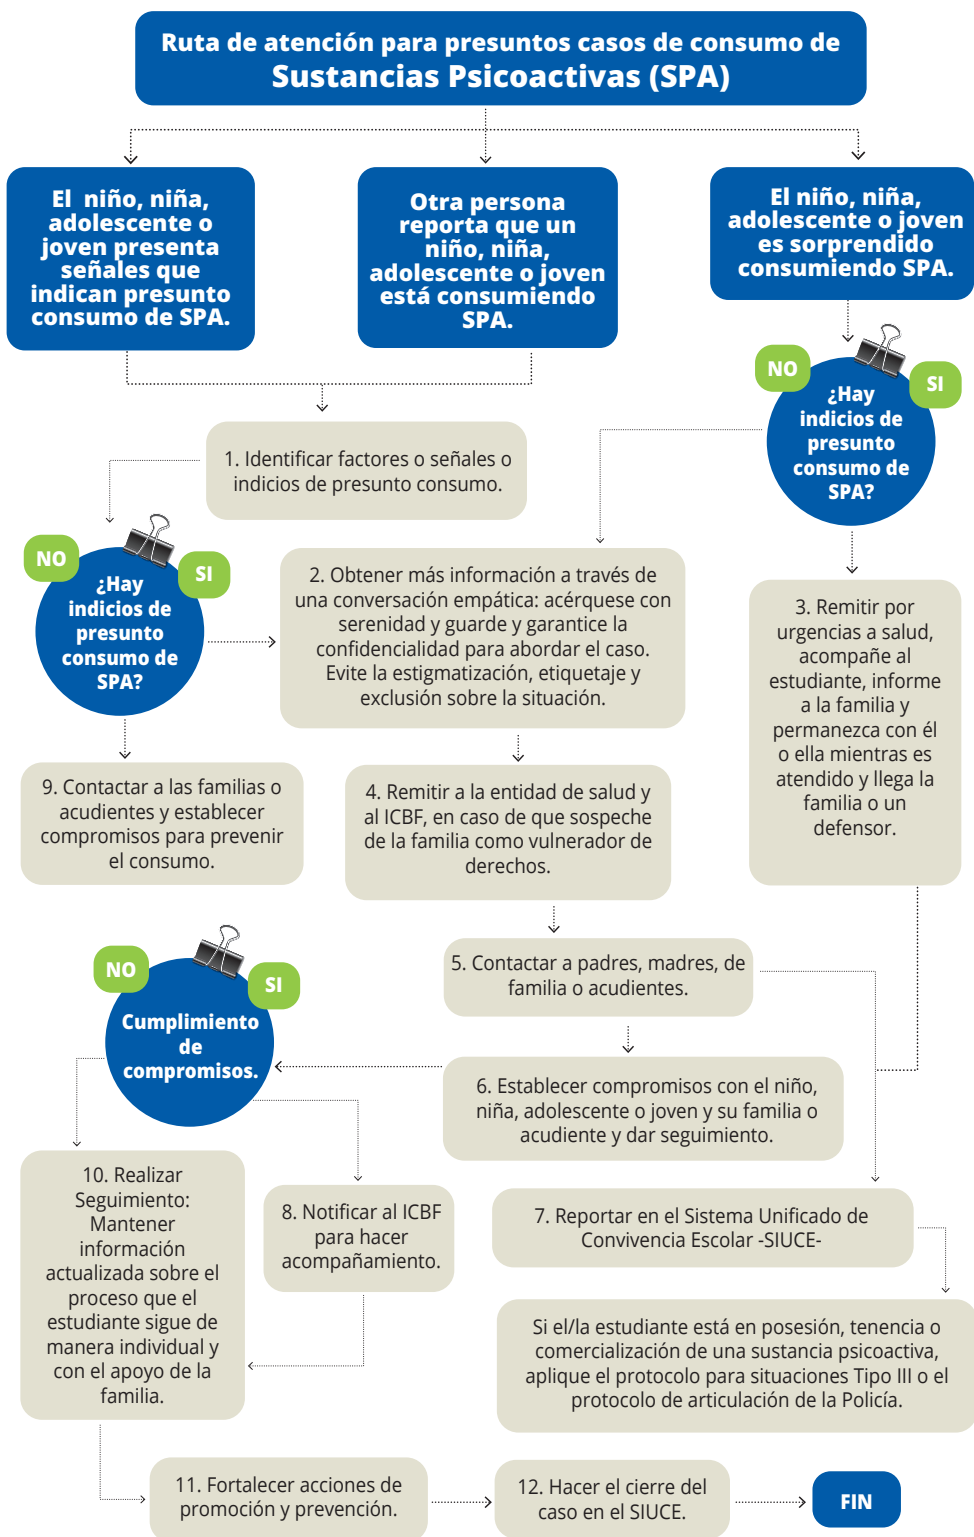 Ruta de atención para presuntos casos de consumo de
Sustancias Psicoactivas (SPA)
El niño, niña,
adolescente o
joven presenta
señales que
indican presunto
consumo de SPA.
Otra persona
reporta que un
niño, niña,
adolescente o joven
está consumiendo
SPA.
El niño, niña,
adolescente o joven
es sorprendido
consumiendo SPA.
NO
SI
¿Hay
indicios de
presunto
consumo de
SPA?
1. Identificar factores o señales o
indicios de presunto consumo.
NO
SI
¿Hay
indicios de
presunto
consumo de
SPA?
2. Obtener más información a través de
una conversación empática: acérquese con
serenidad y guarde y garantice la
confidencialidad para abordar el caso.
Evite la estigmatización, etiquetaje y
exclusión sobre la situación.
3. Remitir por
urgencias a salud,
acompañe al
estudiante, informe
a la familia y
permanezca con él
o ella mientras es
atendido y llega la
familia o un
defensor.
9. Contactar a las familias o
acudientes y establecer
compromisos para prevenir
el consumo.
4. Remitir a la entidad de salud y
al ICBF, en caso de que sospeche
de la familia como vulnerador de
derechos.
5. Contactar a padres, madres, de
familia o acudientes.
NO
SI
Cumplimiento
de
compromisos.
6. Establecer compromisos con el niño,
niña, adolescente o joven y su familia o
acudiente y dar seguimiento.
10. Realizar
Seguimiento:
Mantener
información
actualizada sobre el
proceso que el
estudiante sigue de
manera individual y
con el apoyo de la
familia.
8. Notificar al ICBF
para hacer
acompañamiento.
7. Reportar en el Sistema Unificado de
Convivencia Escolar -SIUCE-
Si el/la estudiante está en posesión, tenencia o
comercialización de una sustancia psicoactiva,
aplique el protocolo para situaciones Tipo III o el
protocolo de articulación de la Policía.
11. Fortalecer acciones de
promoción y prevención.
12. Hacer el cierre del
caso en el SIUCE.
FIN